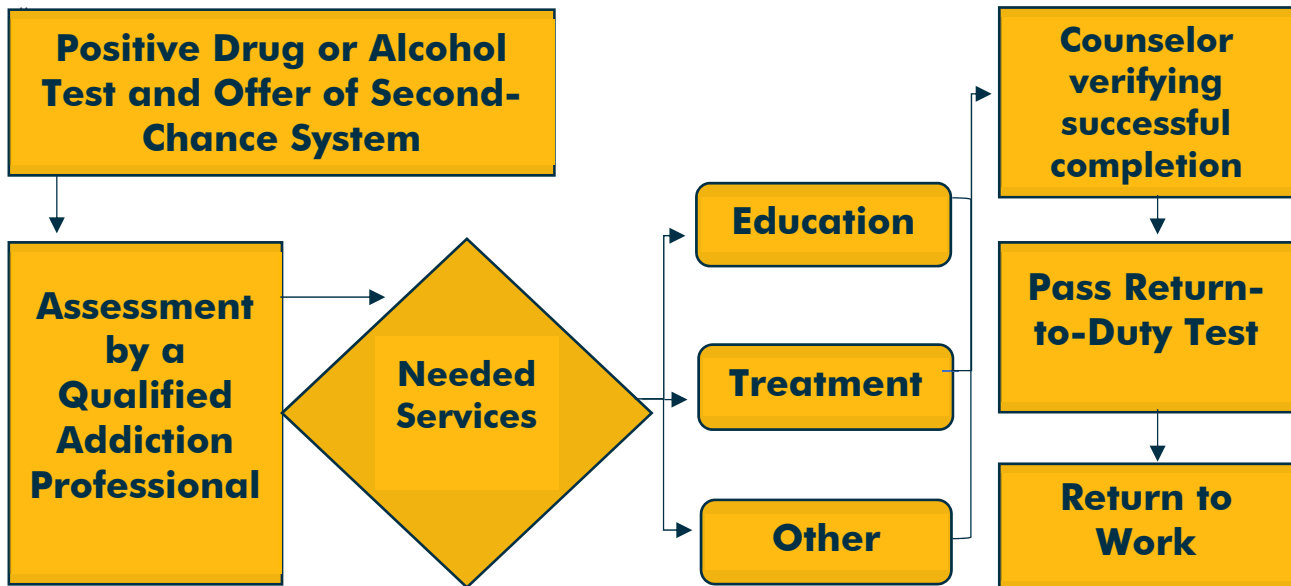 Positive Drug or Alcohol
Test and Offer of Second-
Chance System
Assessment
by a
Qualified
Addiction
Professional
Needed
Services
Education
Treatment
Other
Counselor
verifying
successful
completion
Pass Return-
to-Duty Test
Return to
Work